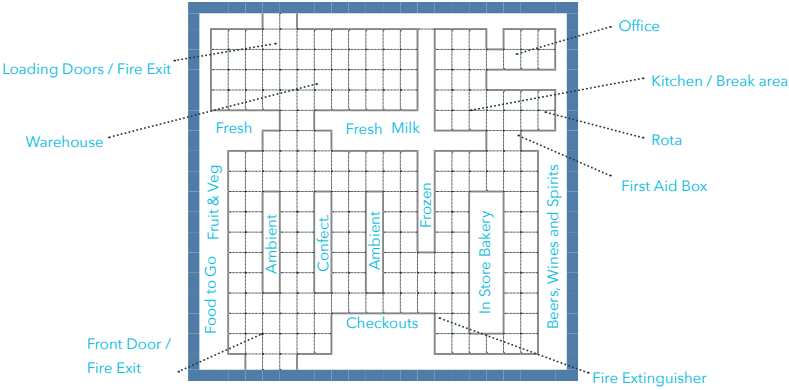 Office
Loading Doors / Fire Exit
Kitchen / Break area
Warehouse
Fresh
Fresh Milk
Rota
First Aid Box
Fruit & Veg
Food to Go
Ambient
Confect.
Ambient
Frozen
In Store Bakery
Beers, Wines and Spirits
Checkouts
Front Door /
Fire Exit
Fire Extinguisher